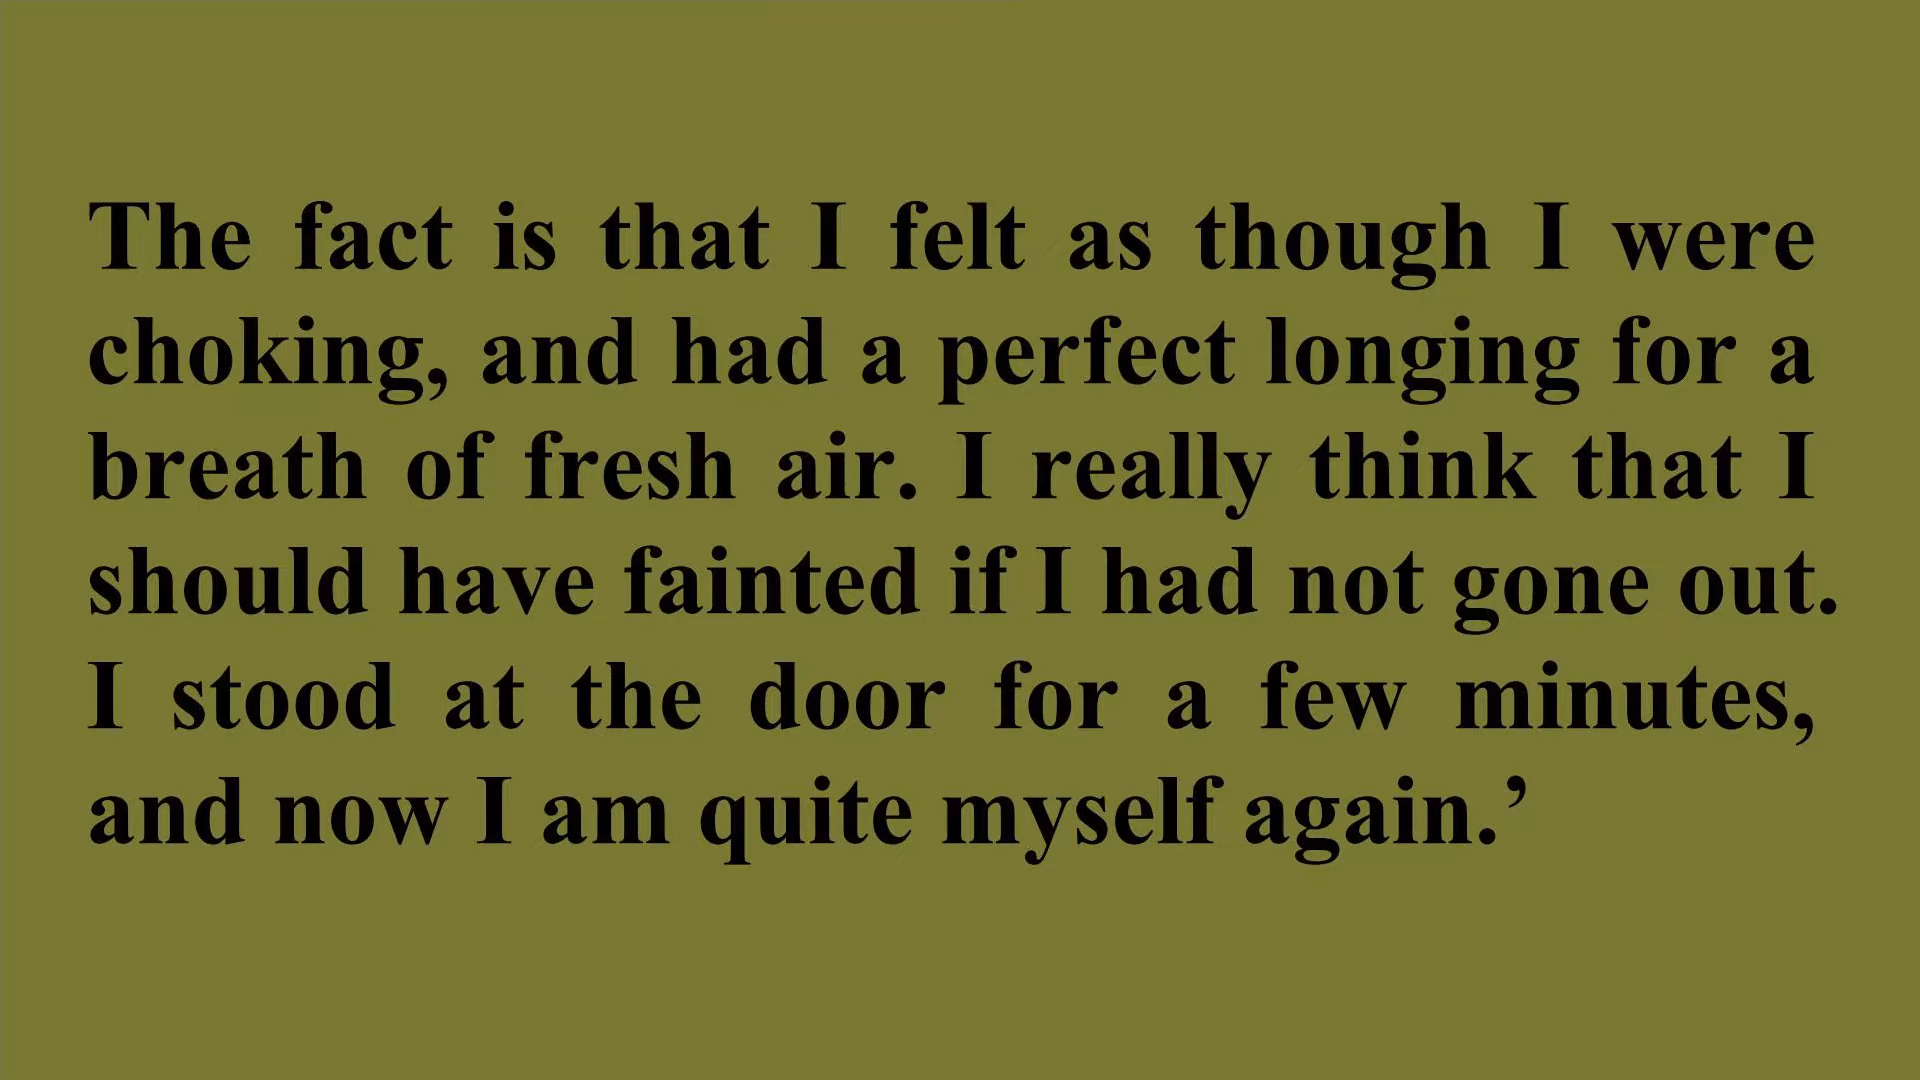 The fact is that I felt as though I were
choking, and had a perfect longing for a
breath of fresh air. I really think that I
should have fainted if I had not gone out.
I stood at the door for a few minutes,
and now I am quite myself again.’